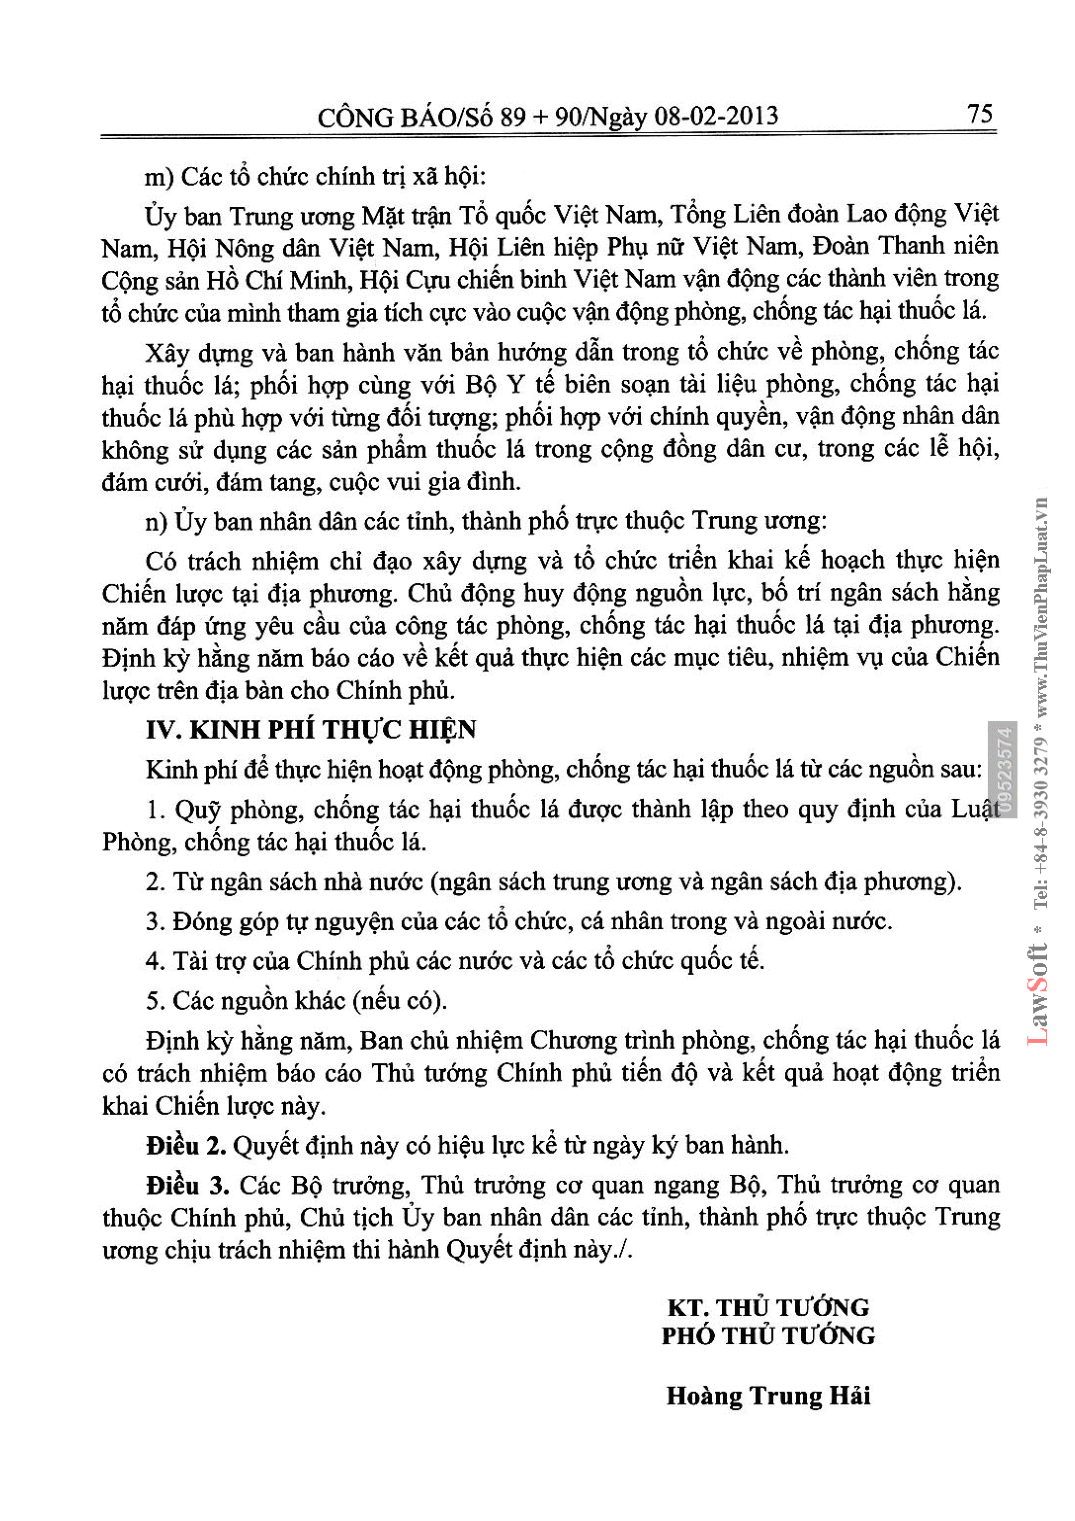 CÔNG BÁO/Số 89 + 90/Ngày 08-02-2013 75
m) Các tổ chức chính trị xã hội:
Ủy ban Trung ương Mặt trận Tổ quốc Việt Nam, Tổng Liên đoàn Lao động Việt
Nam, Hội Nông dân Việt Nam, Hội Liên hiệp Phụ nữ Việt Nam, Đoàn Thanh niên
Cộng sản Hồ Chí Minh, Hội Cựu chiến binh Việt Nam vận động các thành viên trong
tổ chức của mình tham gia tích cực vào cuộc vận động phòng, chống tác hại thuốc lá.
Xây dựng và ban hành văn bản hướng dẫn trong tổ chức về phòng, chống tác
hại thuốc lá; phối hợp cùng với Bộ Y tế biên soạn tài liệu phòng, chống tác hại
thuốc lá phù hợp với từng đối tượng; phối hợp với chính quyền, vận động nhân dân
không sử dụng các sản phẩm thuốc lá trong cộng đồng dân cư, trong các lễ hội,
đám cưới, đám tang, cuộc vui gia đình.
n) Ủy ban nhân dân các tỉnh, thành phố trực thuộc Trung ương:
Có trách nhiệm chỉ đạo xây dựng và tổ chức triển khai kế hoạch thực hiện
Chiến lược tại địa phương. Chủ động huy động nguồn lực, bố trí ngân sách hằng
năm đáp ứng yêu cầu của công tác phòng, chống tác hại thuốc lá tại địa phương.
Định kỳ hằng năm báo cáo về kết quả thực hiện các mục tiêu, nhiệm vụ của Chiến
lược trên địa bàn cho Chính phủ.
IV. KINH PHÍ THỰC HIỆN
Kinh phí để thực hiện hoạt động phòng, chống tác hại thuốc lá từ các nguồn sau:
1. Quỹ phòng, chống tác hại thuốc lá được thành lập theo quy định của Luật
Phòng, chống tác hại thuốc lá.
2. Từ ngân sách nhà nước (ngân sách trung ương và ngân sách địa phương).
3. Đóng góp tự nguyện của các tổ chức, cá nhân trong và ngoài nước.
4. Tài trợ của Chính phủ các nước và các tổ chức quốc tế.
5. Các nguồn khác (nếu có).
Định kỳ hằng năm, Ban chủ nhiệm Chương trình phòng, chống tác hại thuốc lá
có trách nhiệm báo cáo Thủ tướng Chính phủ tiến độ và kết quả hoạt động triển
khai Chiến lược này.
Điều 2. Quyết định này có hiệu lực kể từ ngày ký ban hành.
Điều 3. Các Bộ trưởng, Thủ trưởng cơ quan ngang Bộ, Thủ trưởng cơ quan
thuộc Chính phủ, Chủ tịch Ủy ban nhân dân các tỉnh, thành phố trực thuộc Trung
ương chịu trách nhiệm thi hành Quyết định này./.
KT. THỦ TƯỚNG
PHÓ THỦ TƯỚNG
Hoàng Trung Hải
09523574
LawSoft * Tel: +84-8-3930 3279 * www.ThuVienPhapLuat.vn